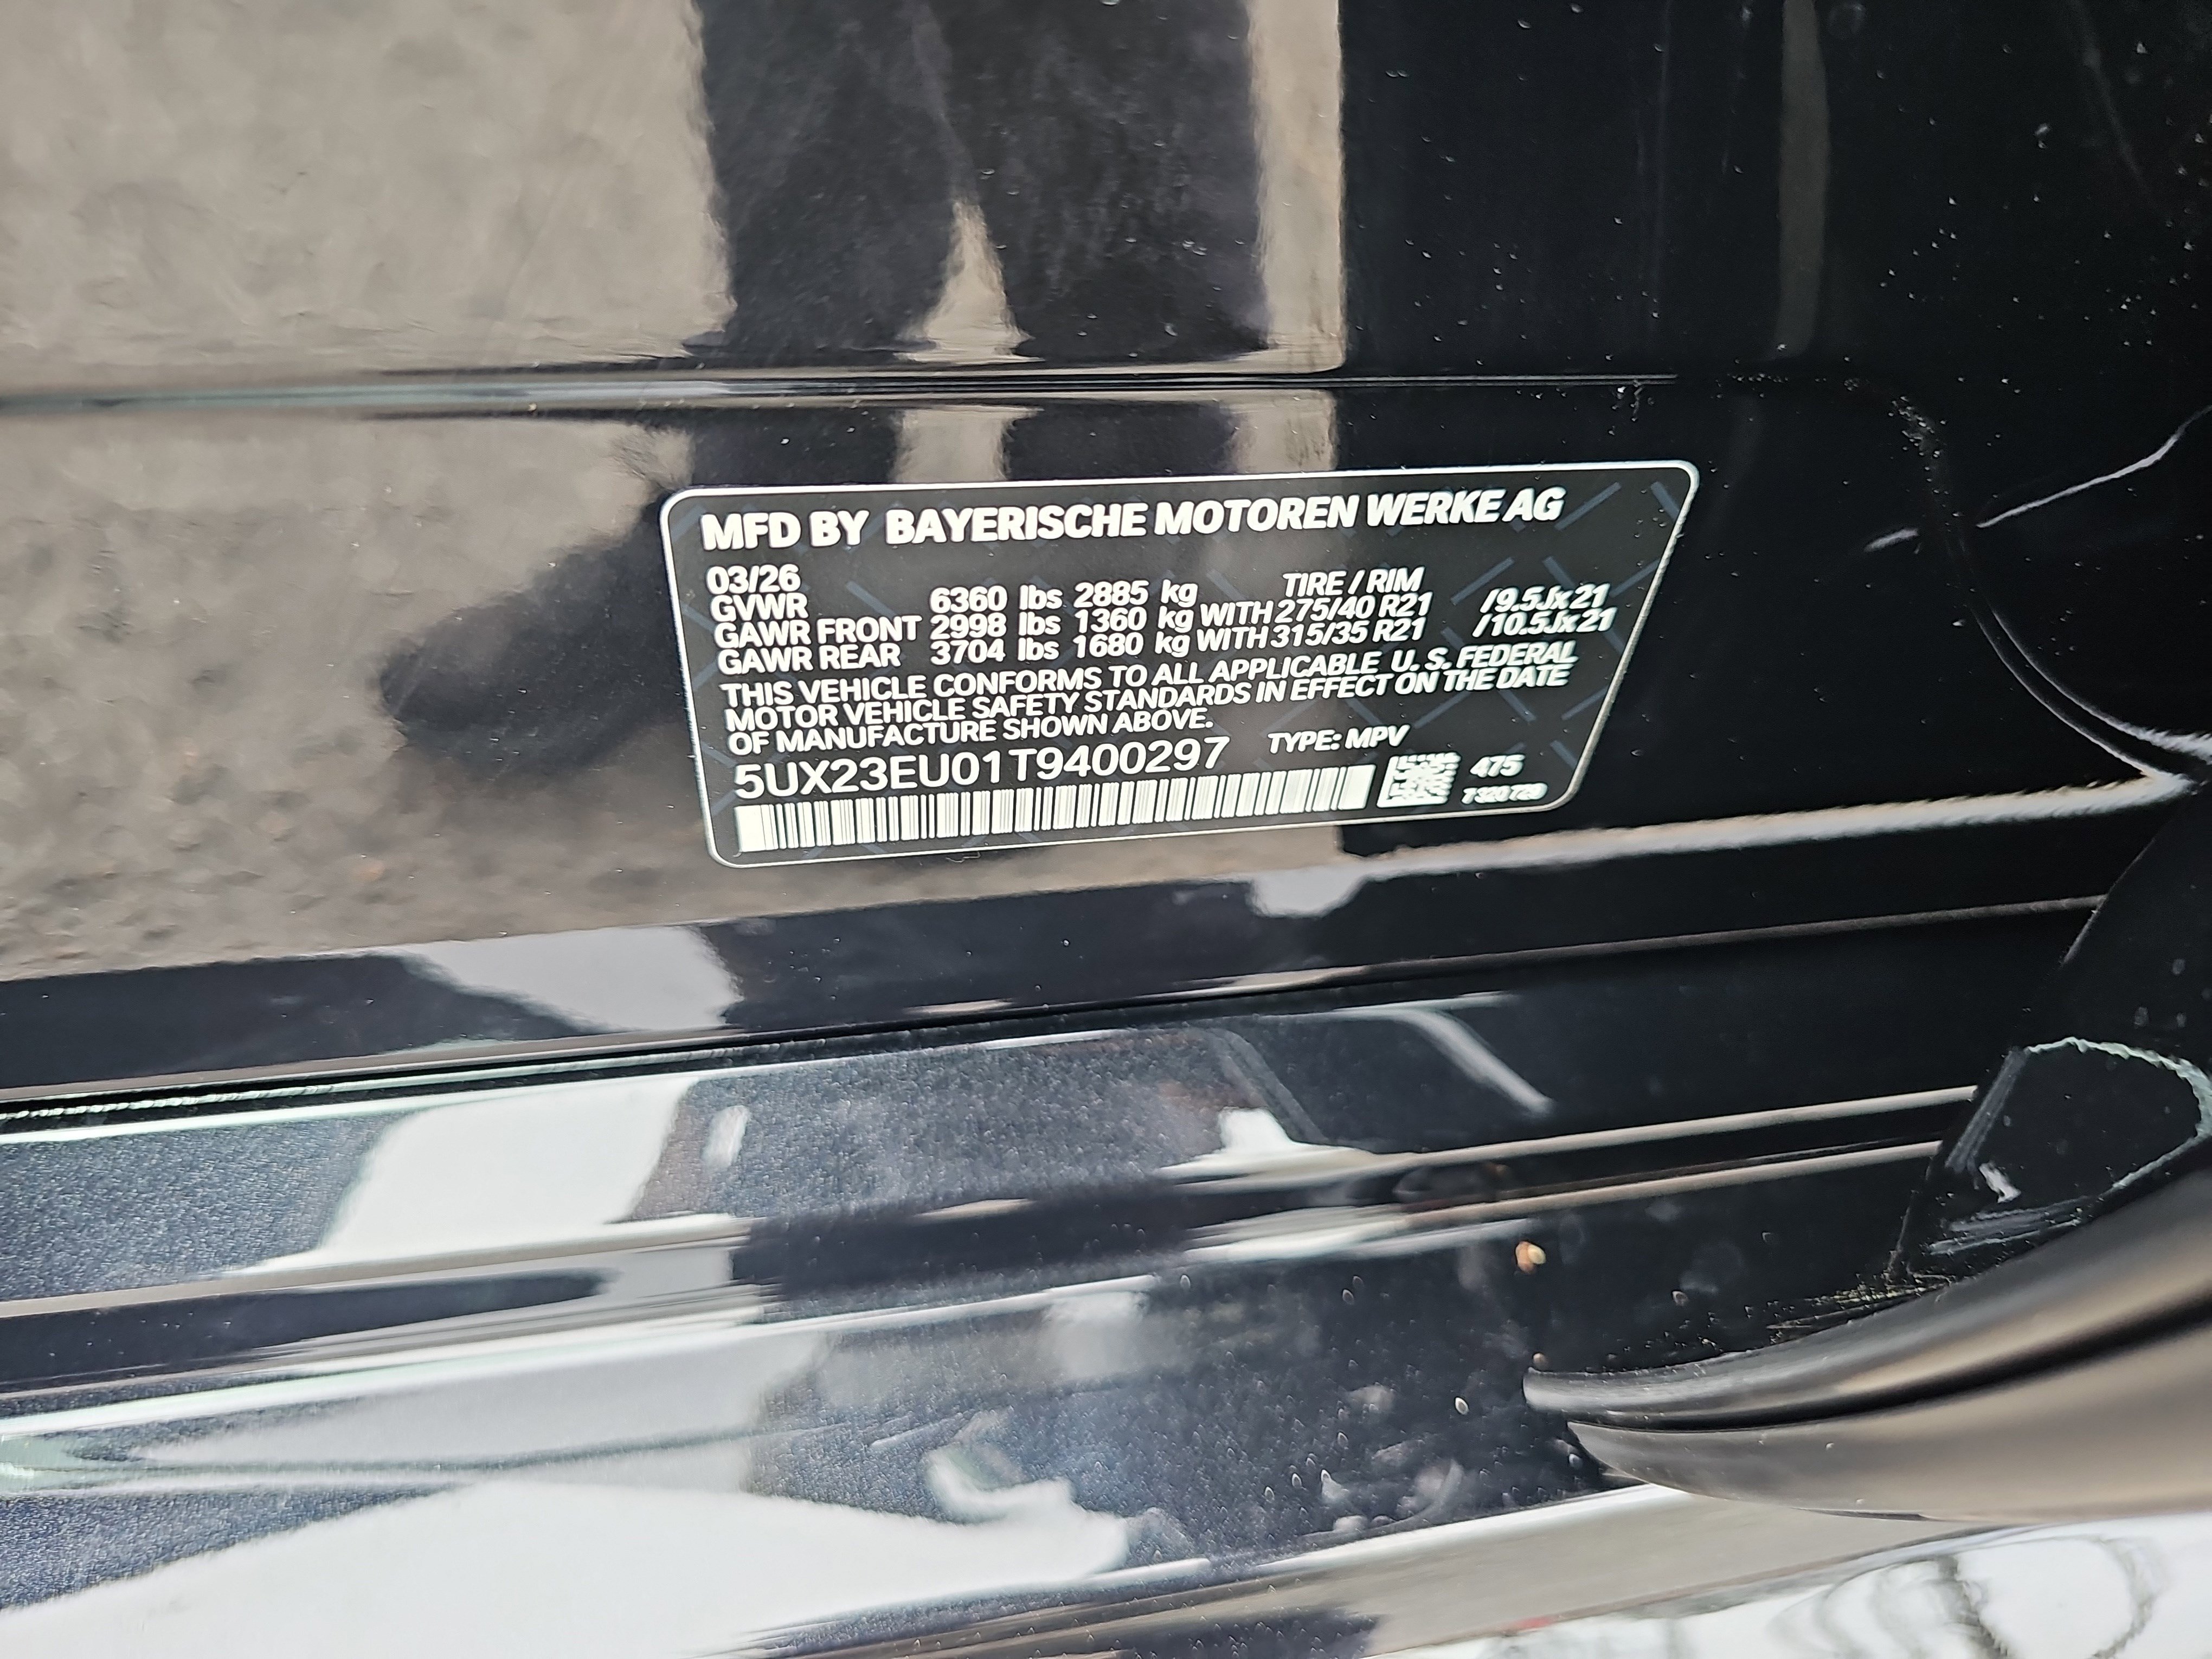 MFD BY BAYERISCHE MOTOREN WERKE AG
03/26 TIRE / RIM
GVWR 6360 lbs 2885 kg
GAWR FRONT 2998 lbs 1360 kg WITH 275/40 R21 /9.5Jx21
GAWR REAR 3704 lbs 1680 kg WITH 315/35 R21 /10.5Jx21
THIS VEHICLE CONFORMS TO ALL APPLICABLE U. S. FEDERAL
MOTOR VEHICLE SAFETY STANDARDS IN EFFECT ON THE DATE
OF MANUFACTURE SHOWN ABOVE.
5UX23EU01T9400297 TYPE: MPV
475